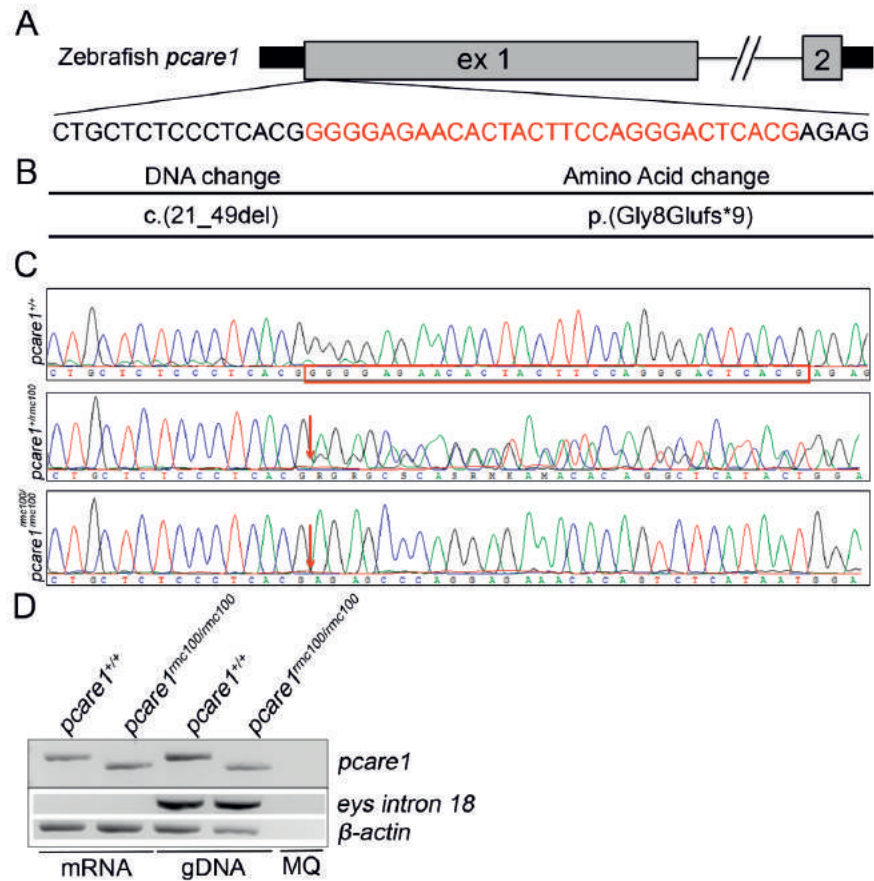 A
Zebrafish pcare1
ex 1
2
CTGCTCTCCCTCACGGGGGAGAACACTACTTCCAGGGACTCACGAGAG
B
DNA change Amino Acid change
c.(21_49del) p.(Gly8Glufs*9)
C
pcare1+/+
C T G C T C T C C C T C A C G G G G G A G A A C A C T A C T T C C A G G G A C T C A C G A G A G
pcare1+/rmc100
pcare1rmc100/rmc100
C T G C T C T C C C T C A C G A G A G C C C A G G A G A A A C A C A G T C T C A T A A T G G A
D
pcare1+/+ pcare1rmc100/rmc100 pcare1+/+ pcare1rmc100/rmc100
pcare1
eys intron 18
β-actin
mRNA gDNA MQ